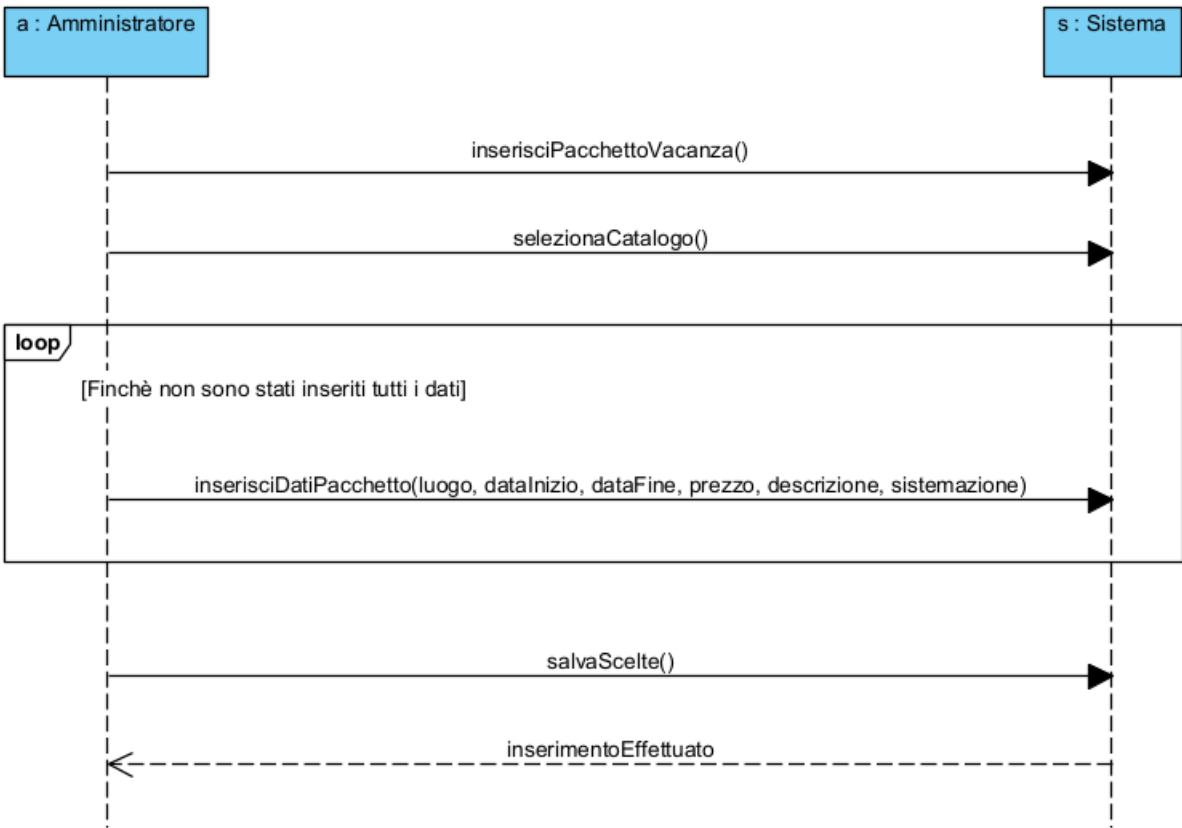 a : Amministratore
s : Sistema
inserisciPacchettoVacanza()
selezionaCatalogo()
loop
[Finchè non sono stati inseriti tutti i dati]
inserisciDatiPacchetto(luogo, dataInizio, dataFine, prezzo, descrizione, sistemazione)
salvaScelte()
inserimentoEffettuato